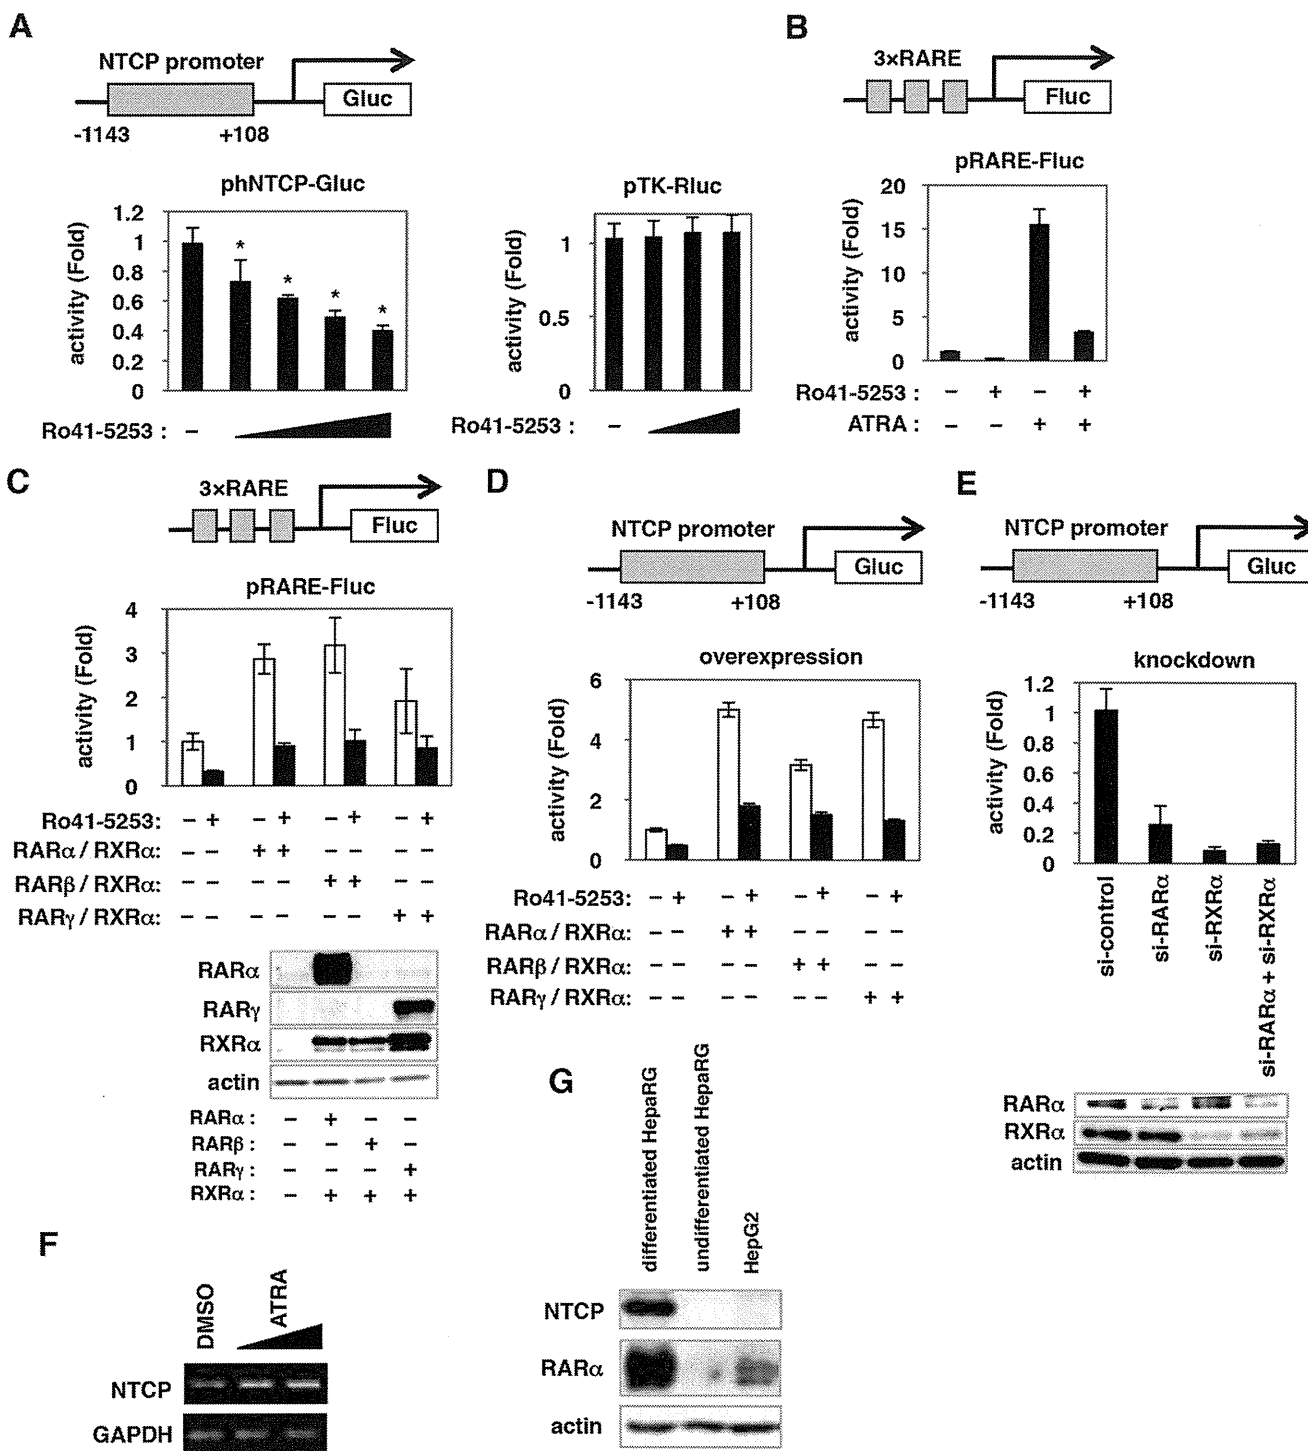 A
NTCP promoter
Gluc
-1143 +108
phNTCP-Gluc
activity (Fold)
1.2
1
0.8
0.6
0.4
0.2
0
* * * *
Ro41-5253 : –
pTK-Rluc
activity (Fold)
1
0.5
0
Ro41-5253 : –
B
3×RARE
Fluc
pRARE-Fluc
activity (Fold)
20
15
10
5
0
Ro41-5253 : – + – +
ATRA : – – + +
C
3×RARE
Fluc
pRARE-Fluc
activity (Fold)
4
3
2
1
0
Ro41-5253: – + – + – + – +
RARα / RXRα: – – + + – – – –
RARβ / RXRα: – – – – + + – –
RARγ / RXRα: – – – – – – + +
RARα
RARγ
RXRα
actin
RARα : – + – –
RARβ : – – + –
RARγ : – – – +
RXRα : – + + +
D
NTCP promoter
Gluc
-1143 +108
overexpression
activity (Fold)
6
4
2
0
Ro41-5253: – + – + – + – +
RARα / RXRα: – – + + – – – –
RARβ / RXRα: – – – – + + – –
RARγ / RXRα: – – – – – – + +
E
NTCP promoter
Gluc
-1143 +108
knockdown
activity (Fold)
1.2
1
0.8
0.6
0.4
0.2
0
si-control
si-RARα
si-RXRα
si-RARα + si-RXRα
RARα
RXRα
actin
F
DMSO
ATRA
NTCP
GAPDH
G
differentiated HepaRG
undifferentiated HepaRG
HepG2
NTCP
RARα
actin